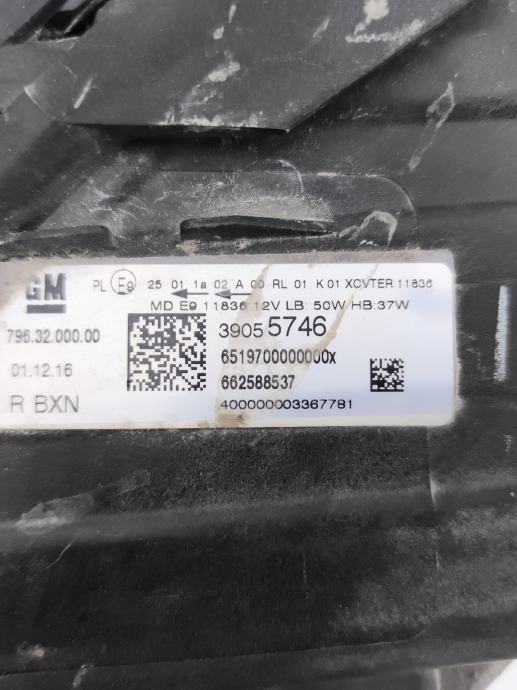 GM
PL E9 25 01 1a 02 A 00 RL 01 K 01 XCVTER 11836
MD E9 11836 12V LB: 50W HB:37W
796.32.000.00
39055746
01.12.16
6519700000000x
662588537
R BXN
400000003367781